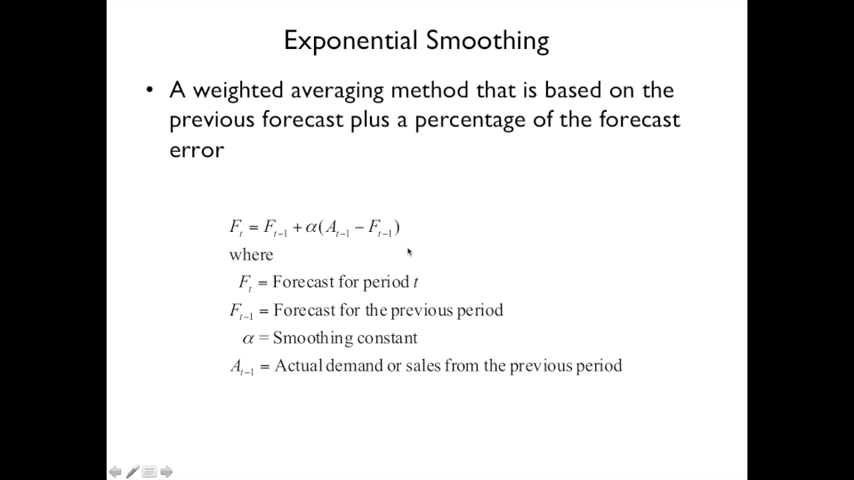 Exponential Smoothing
• A weighted averaging method that is based on the
previous forecast plus a percentage of the forecast
error
Fₜ = Fₜ₋₁ + α(Aₜ₋₁ − Fₜ₋₁)
where
Fₜ = Forecast for period t
Fₜ₋₁ = Forecast for the previous period
α = Smoothing constant
Aₜ₋₁ = Actual demand or sales from the previous period